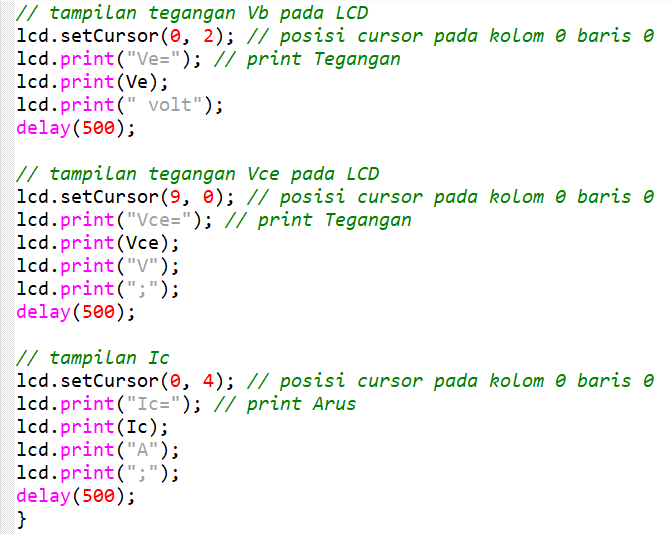 // tampilan tegangan Vb pada LCD
lcd.setCursor(0, 2); // posisi cursor pada kolom 0 baris 0
lcd.print("Ve="); // print Tegangan
lcd.print(Ve);
lcd.print(" volt");
delay(500);

// tampilan tegangan Vce pada LCD
lcd.setCursor(9, 0); // posisi cursor pada kolom 0 baris 0
lcd.print("Vce="); // print Tegangan
lcd.print(Vce);
lcd.print("V");
lcd.print(";");
delay(500);

// tampilan Ic
lcd.setCursor(0, 4); // posisi cursor pada kolom 0 baris 0
lcd.print("Ic="); // print Arus
lcd.print(Ic);
lcd.print("A");
lcd.print(";");
delay(500);
}